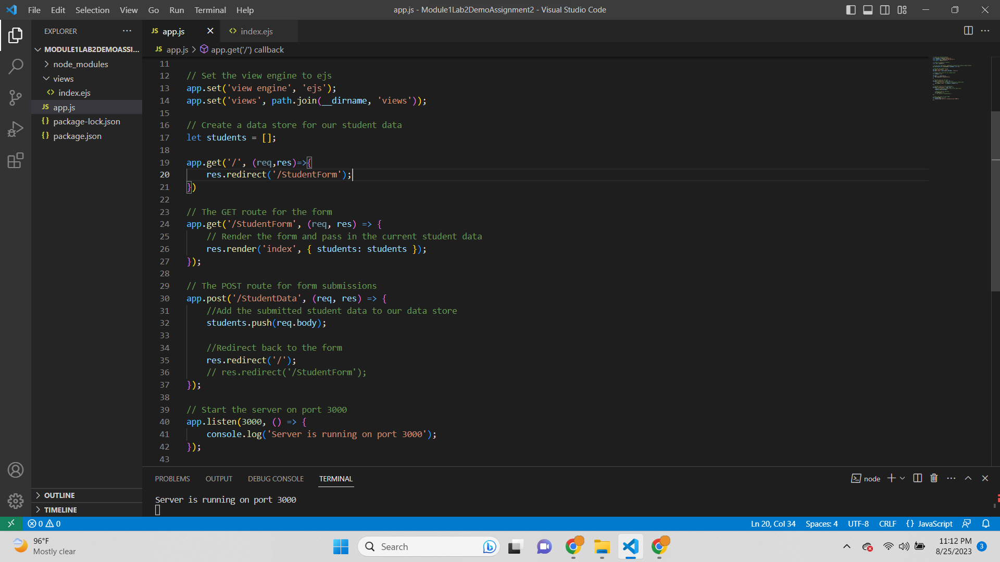 File Edit Selection View Go Run Terminal Help
app.js - Module1Lab2DemoAssignment2 - Visual Studio Code
EXPLORER
MODULE1LAB2DEMOASSI...
node_modules
views
<> index.ejs
JS app.js
{} package-lock.json
{} package.json
OUTLINE
TIMELINE
JS app.js
<> index.ejs
JS app.js > app.get('/') callback
11
12 // Set the view engine to ejs
13 app.set('view engine', 'ejs');
14 app.set('views', path.join(__dirname, 'views'));
15
16 // Create a data store for our student data
17 let students = [];
18
19 app.get('/', (req,res)=>{
20     res.redirect('/StudentForm');
21 })
22
23 // The GET route for the form
24 app.get('/StudentForm', (req, res) => {
25     // Render the form and pass in the current student data
26     res.render('index', { students: students });
27 });
28
29 // The POST route for form submissions
30 app.post('/StudentData', (req, res) => {
31     //Add the submitted student data to our data store
32     students.push(req.body);
33
34     //Redirect back to the form
35     res.redirect('/');
36     // res.redirect('/StudentForm');
37 });
38
39 // Start the server on port 3000
40 app.listen(3000, () => {
41     console.log('Server is running on port 3000');
42 });
43
PROBLEMS OUTPUT DEBUG CONSOLE TERMINAL
node
Server is running on port 3000
0 0
Ln 20, Col 34 Spaces: 4 UTF-8 CRLF {} JavaScript
96°F
Mostly clear
Search
11:12 PM
8/25/2023
3